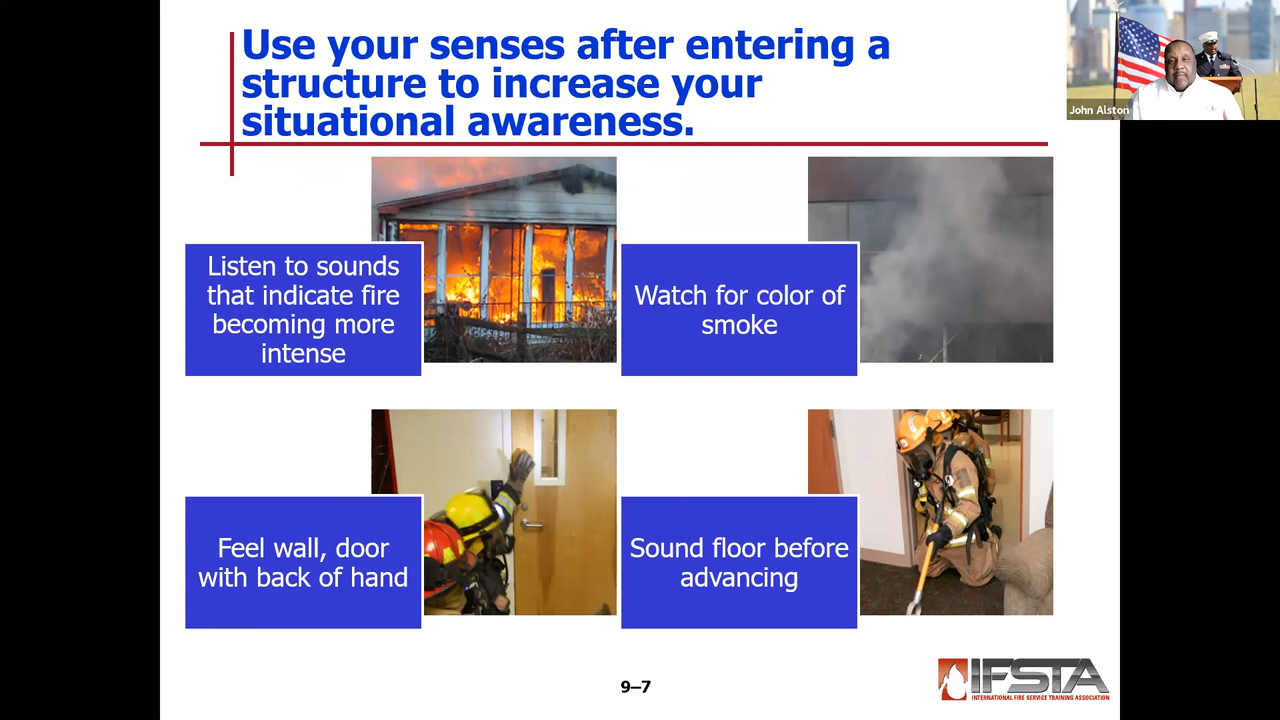 Use your senses after entering a
structure to increase your
situational awareness.
John Alston
Listen to sounds
that indicate fire
becoming more
intense
Watch for color of
smoke
Feel wall, door
with back of hand
Sound floor before
advancing
9–7
IFSTA
INTERNATIONAL FIRE SERVICE TRAINING ASSOCIATION